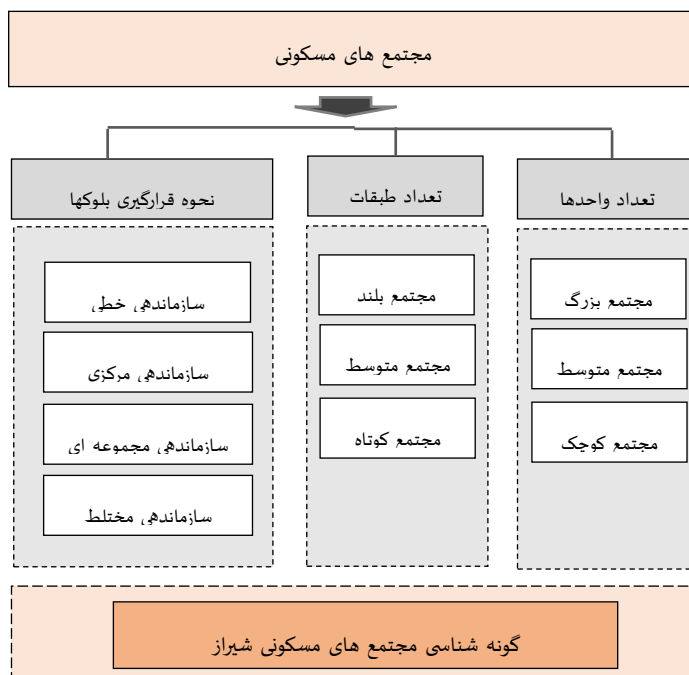 مجتمع های مسکونی
تعداد واحدها
تعداد طبقات
نحوه قرارگیری بلوکها
مجتمع بزرگ
مجتمع متوسط
مجتمع کوچک
مجتمع بلند
مجتمع متوسط
مجتمع کوتاه
سازماندهی خطی
سازماندهی مرکزی
سازماندهی مجموعه ای
سازماندهی مختلط
گونه شناسی مجتمع های مسکونی شیراز